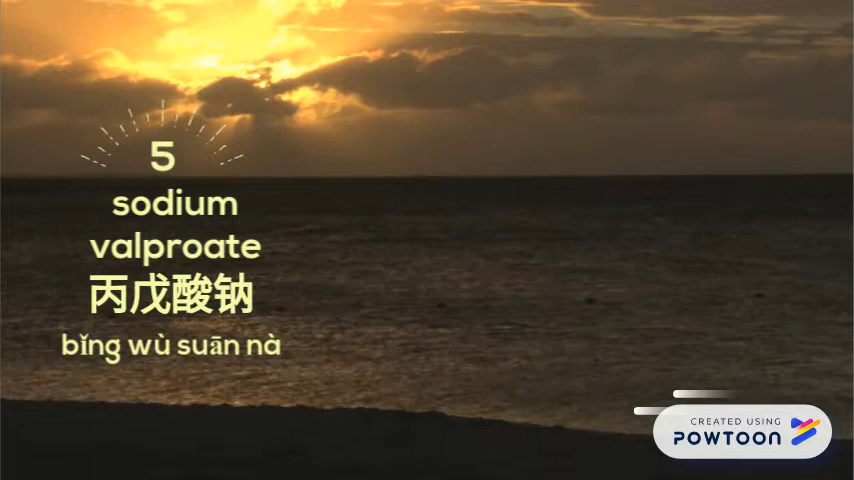 5
sodium
valproate
丙戊酸钠
bǐng wù suān nà
CREATED USING
POWTOON